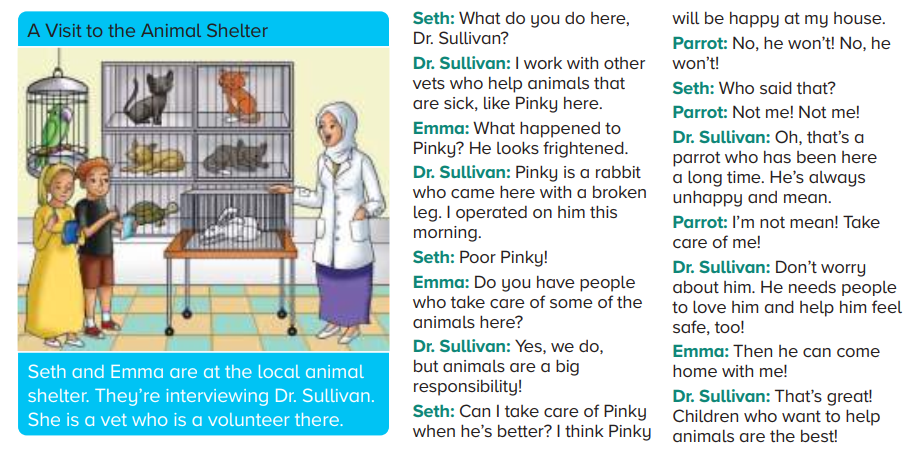 A Visit to the Animal Shelter
Seth and Emma are at the local animal
shelter. They’re interviewing Dr. Sullivan.
She is a vet who is a volunteer there.
Seth: What do you do here,
Dr. Sullivan?
Dr. Sullivan: I work with other
vets who help animals that
are sick, like Pinky here.
Emma: What happened to
Pinky? He looks frightened.
Dr. Sullivan: Pinky is a rabbit
who came here with a broken
leg. I operated on him this
morning.
Seth: Poor Pinky!
Emma: Do you have people
who take care of some of the
animals here?
Dr. Sullivan: Yes, we do,
but animals are a big
responsibility!
Seth: Can I take care of Pinky
when he’s better? I think Pinky
will be happy at my house.
Parrot: No, he won’t! No, he
won’t!
Seth: Who said that?
Parrot: Not me! Not me!
Dr. Sullivan: Oh, that’s a
parrot who has been here
a long time. He’s always
unhappy and mean.
Parrot: I’m not mean! Take
care of me!
Dr. Sullivan: Don’t worry
about him. He needs people
to love him and help him feel
safe, too!
Emma: Then he can come
home with me!
Dr. Sullivan: That’s great!
Children who want to help
animals are the best!